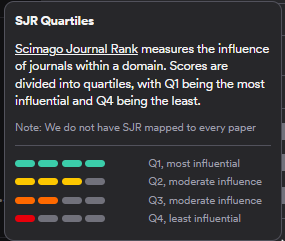 SJR Quartiles
Scimago Journal Rank measures the influence
of journals within a domain. Scores are
divided into quartiles, with Q1 being the most
influential and Q4 being the least.
Note: We do not have SJR mapped to every paper
Q1, most influential
Q2, moderate influence
Q3, moderate influence
Q4, least influential